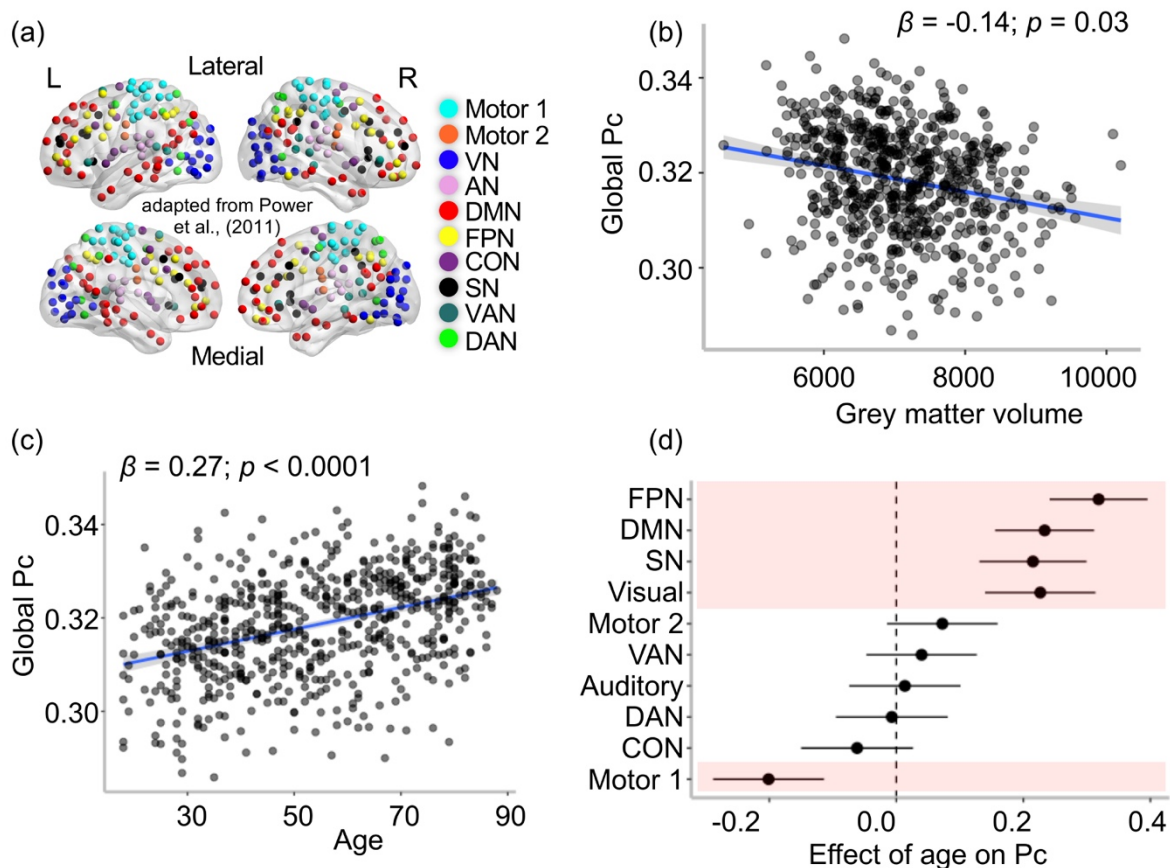 (a)
Lateral
L
R
adapted from Power
et al., (2011)
Medial
Motor 1
Motor 2
VN
AN
DMN
FPN
CON
SN
VAN
DAN
(b)
β = -0.14; p = 0.03
Global Pc
0.34
0.32
0.30
6000 8000 10000
Grey matter volume
(c)
β = 0.27; p < 0.0001
Global Pc
0.34
0.32
0.30
30 50 70 90
Age
(d)
FPN
DMN
SN
Visual
Motor 2
VAN
Auditory
DAN
CON
Motor 1
-0.2 0.0 0.2 0.4
Effect of age on Pc